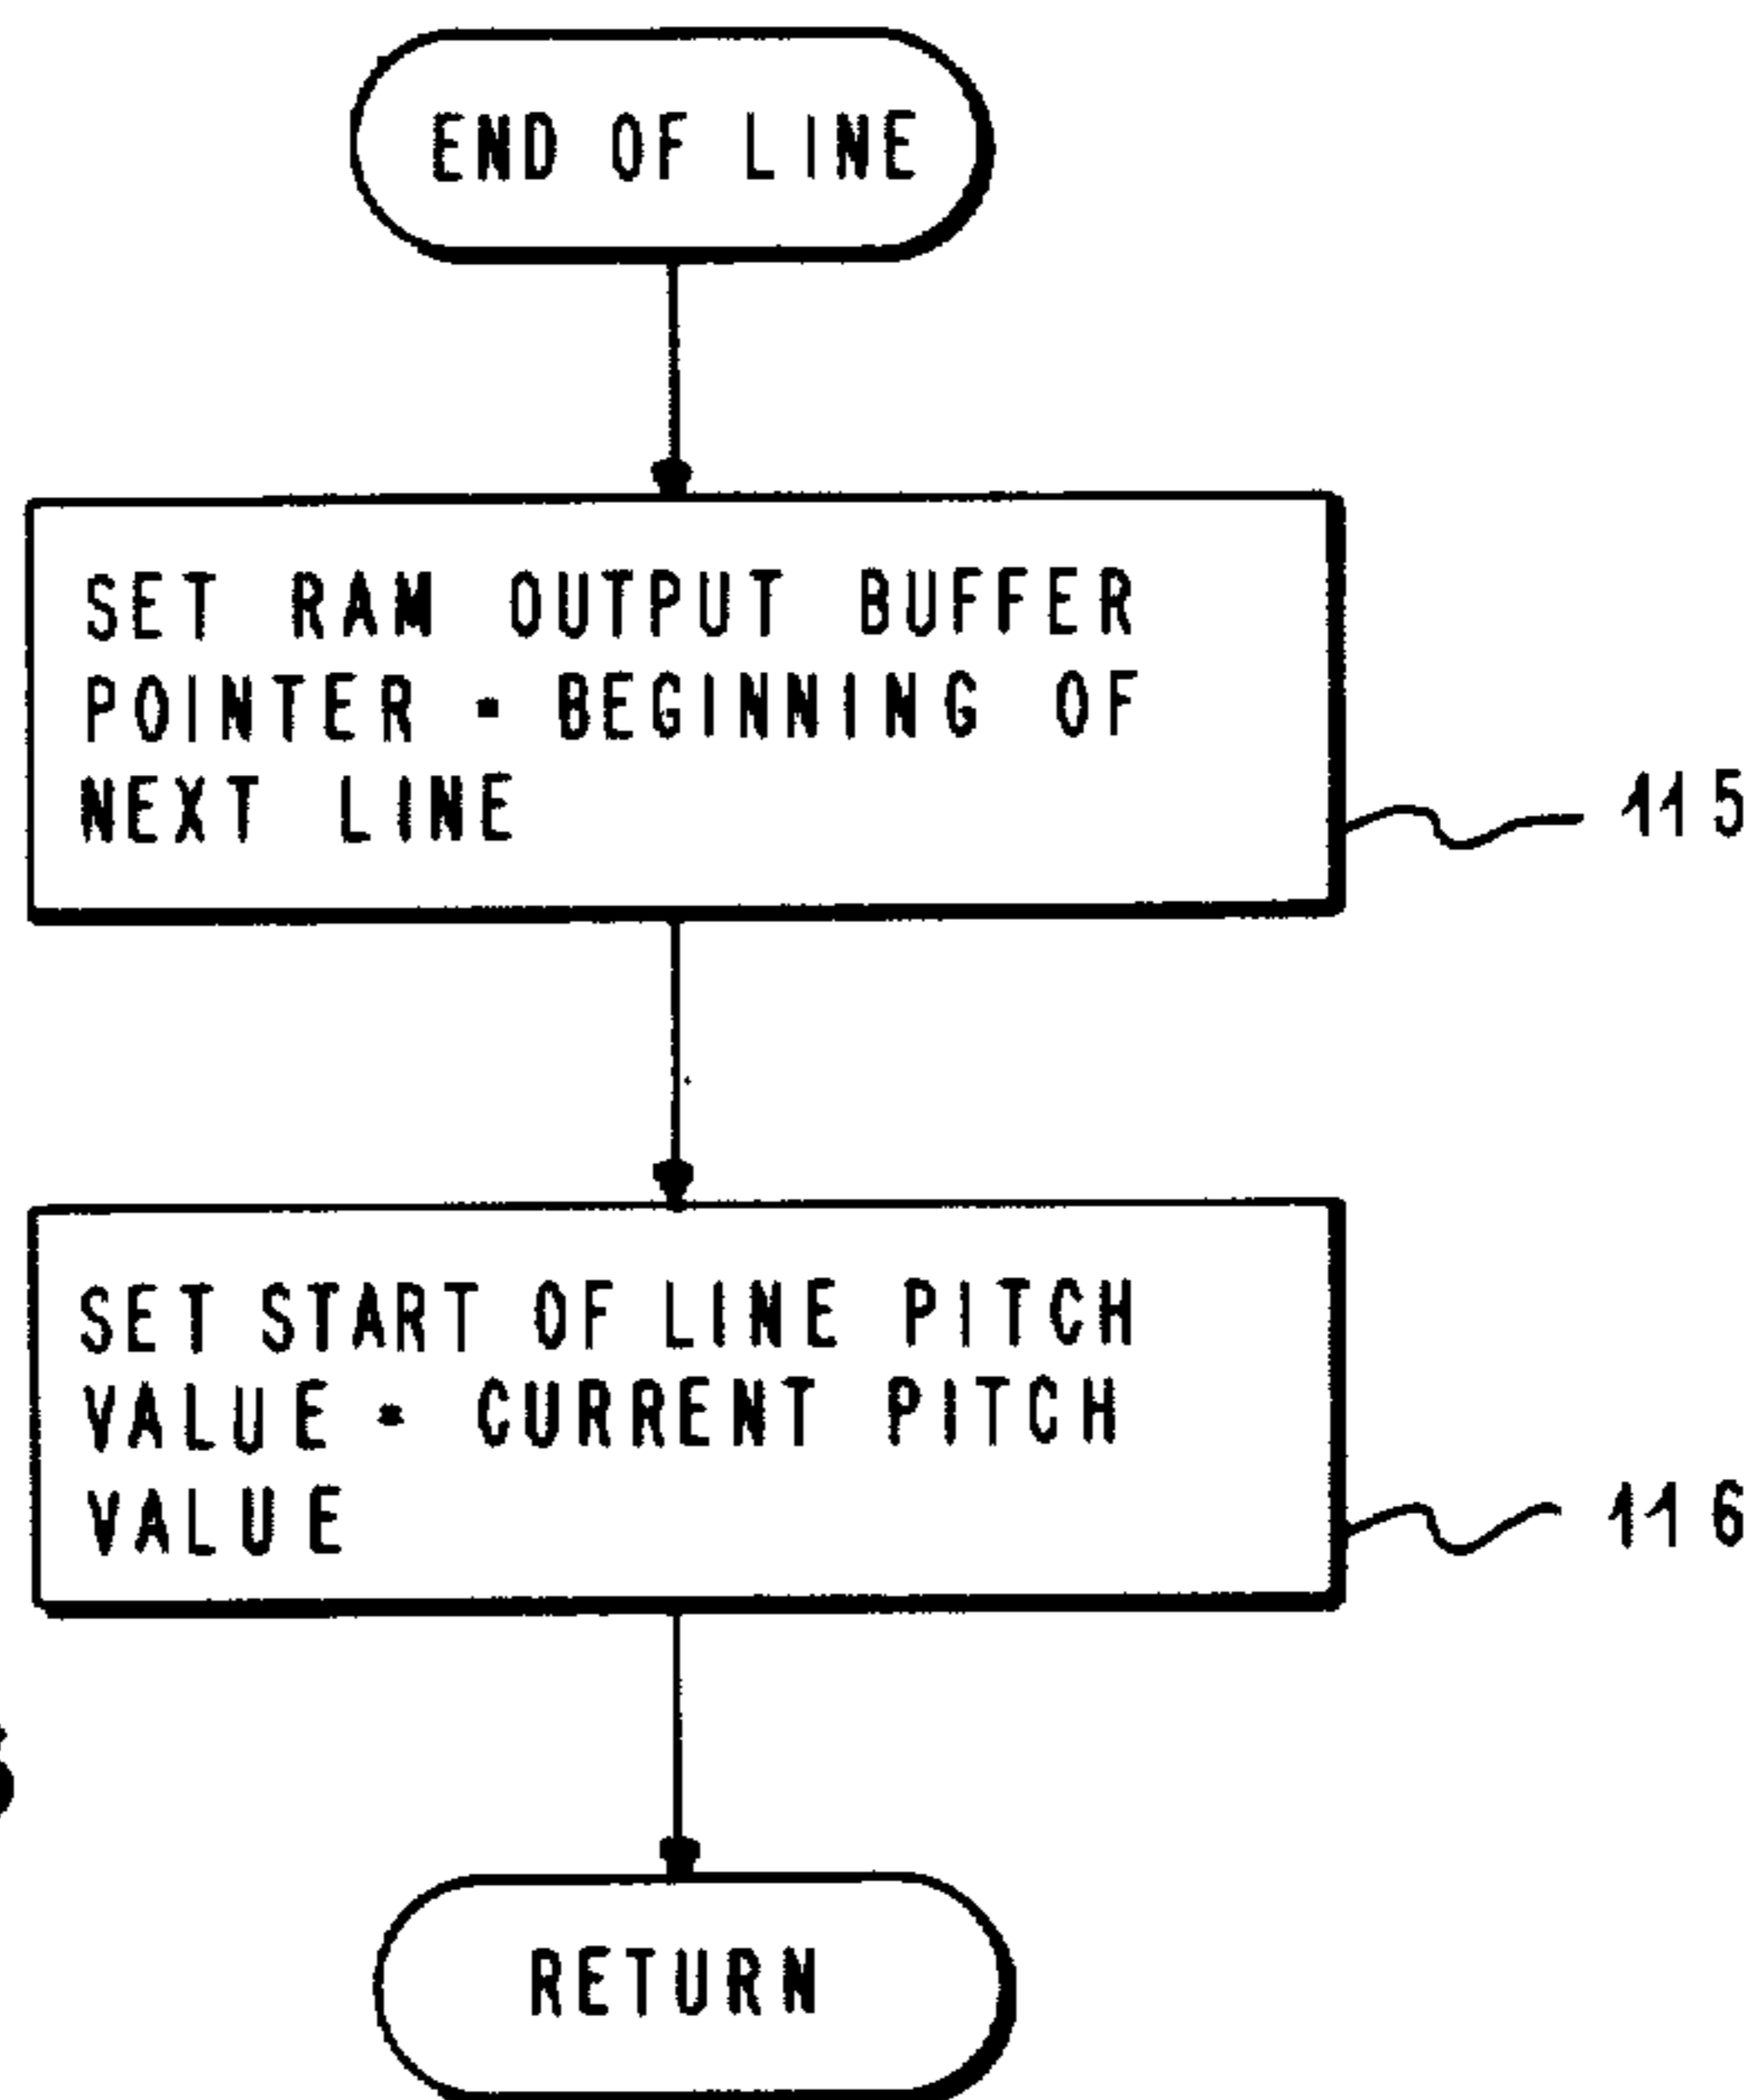 END OF LINE
SET RAM OUTPUT BUFFER
POINTER = BEGINNING OF
NEXT LINE
115
SET START OF LINE PITCH
VALUE = CURRENT PITCH
VALUE
116
RETURN